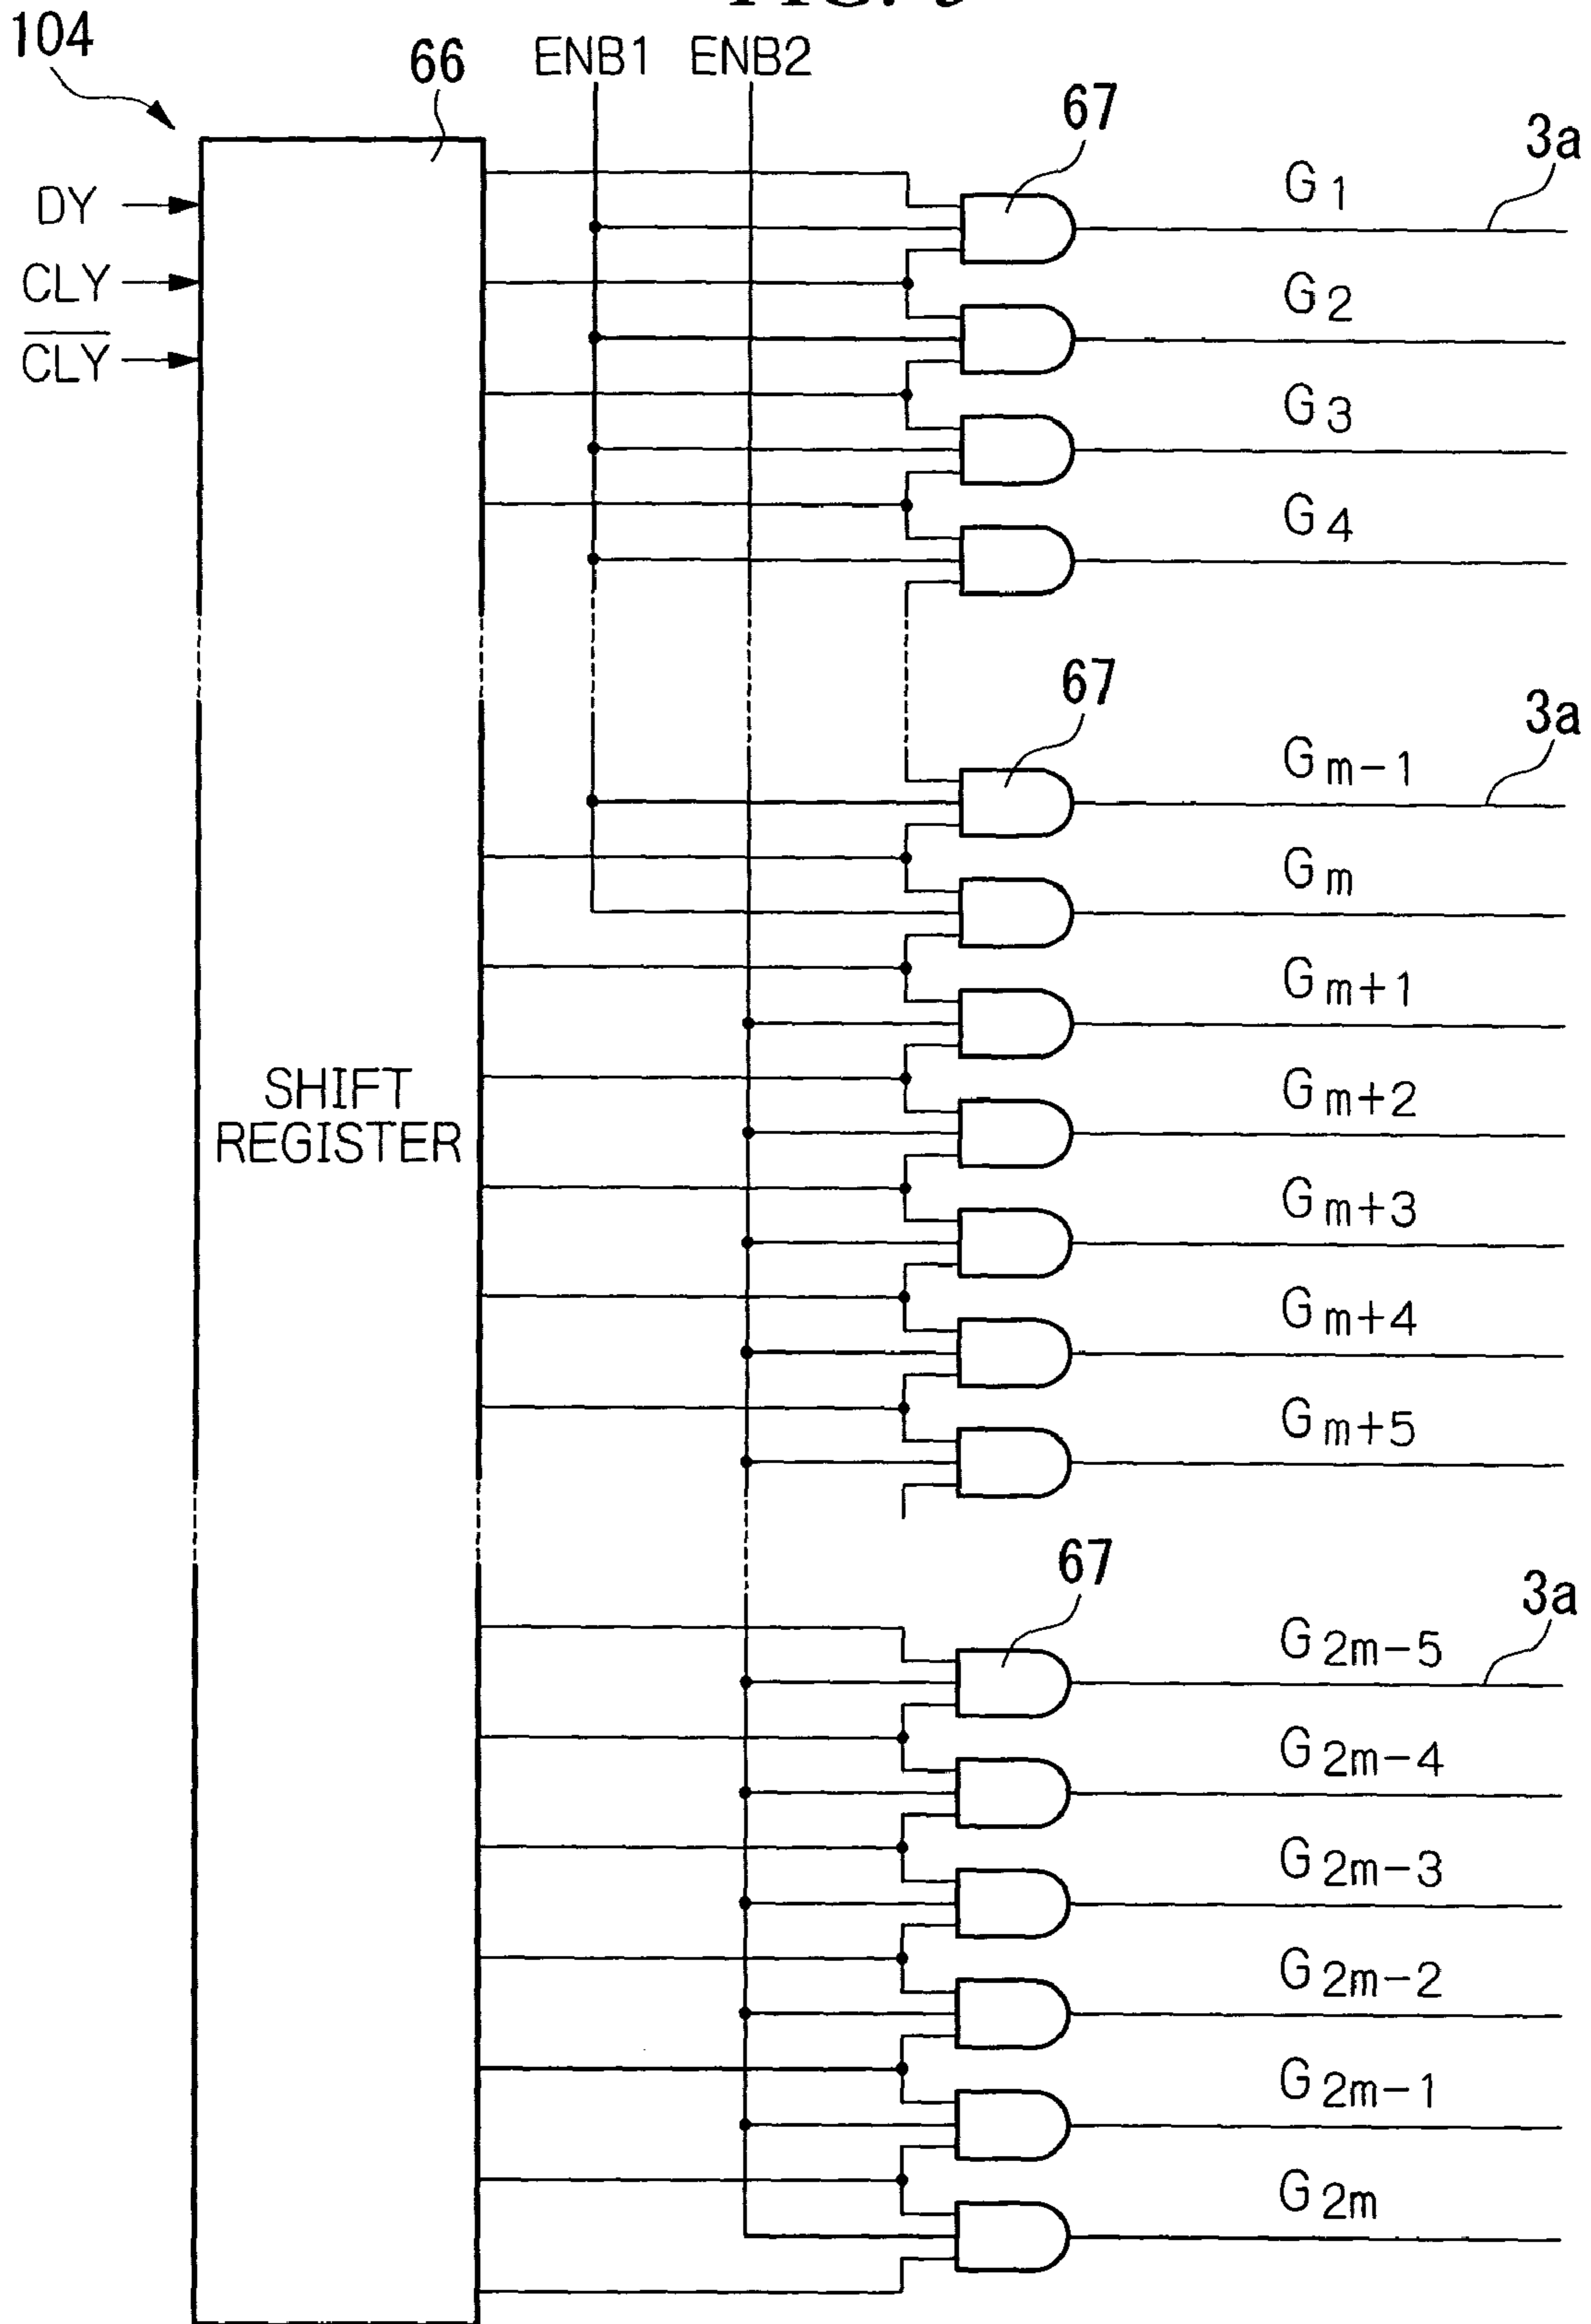 104
66
ENB1 ENB2
67
3a
DY
CLY
CLY
G1
G2
G3
G4
67
3a
Gm-1
Gm
Gm+1
SHIFT
REGISTER
Gm+2
Gm+3
Gm+4
Gm+5
67
3a
G2m-5
G2m-4
G2m-3
G2m-2
G2m-1
G2m